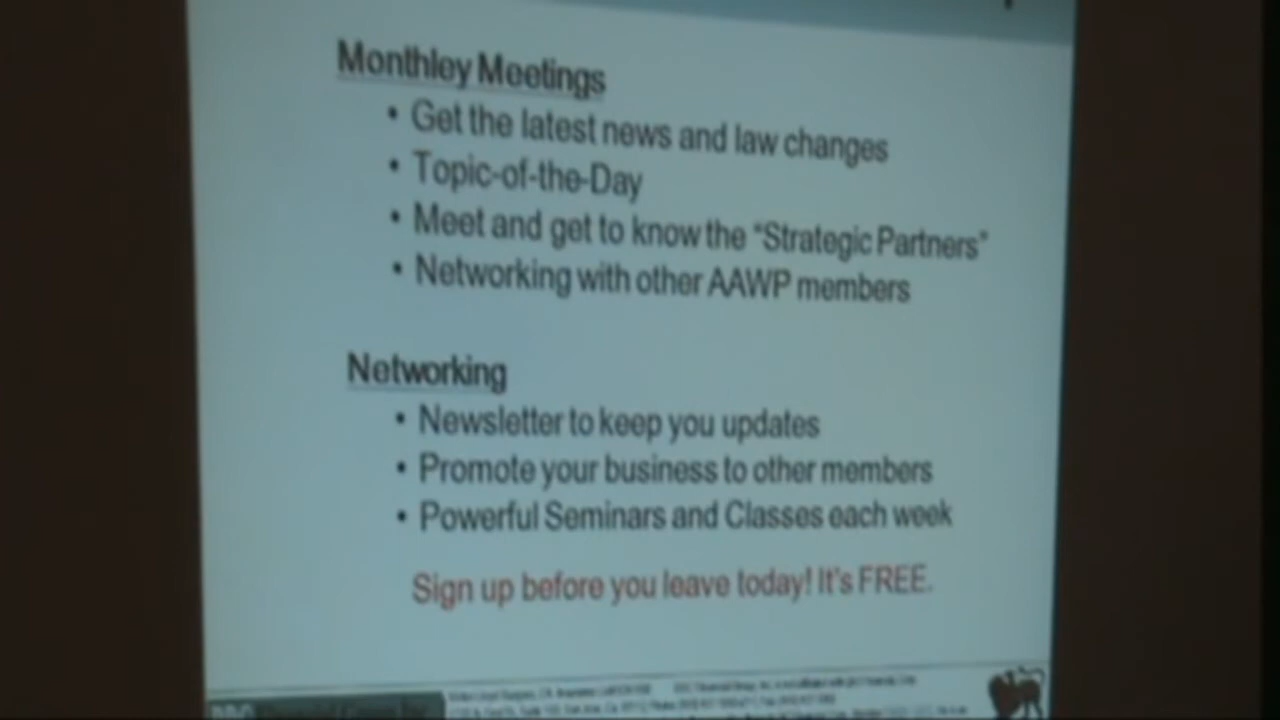 Monthley Meetings
• Get the latest news and law changes
• Topic-of-the-Day
• Meet and get to know the "Strategic Partners"
• Networking with other AAWP members
Networking
• Newsletter to keep you updates
• Promote your business to other members
• Powerful Seminars and Classes each week
Sign up before you leave today! It's FREE.